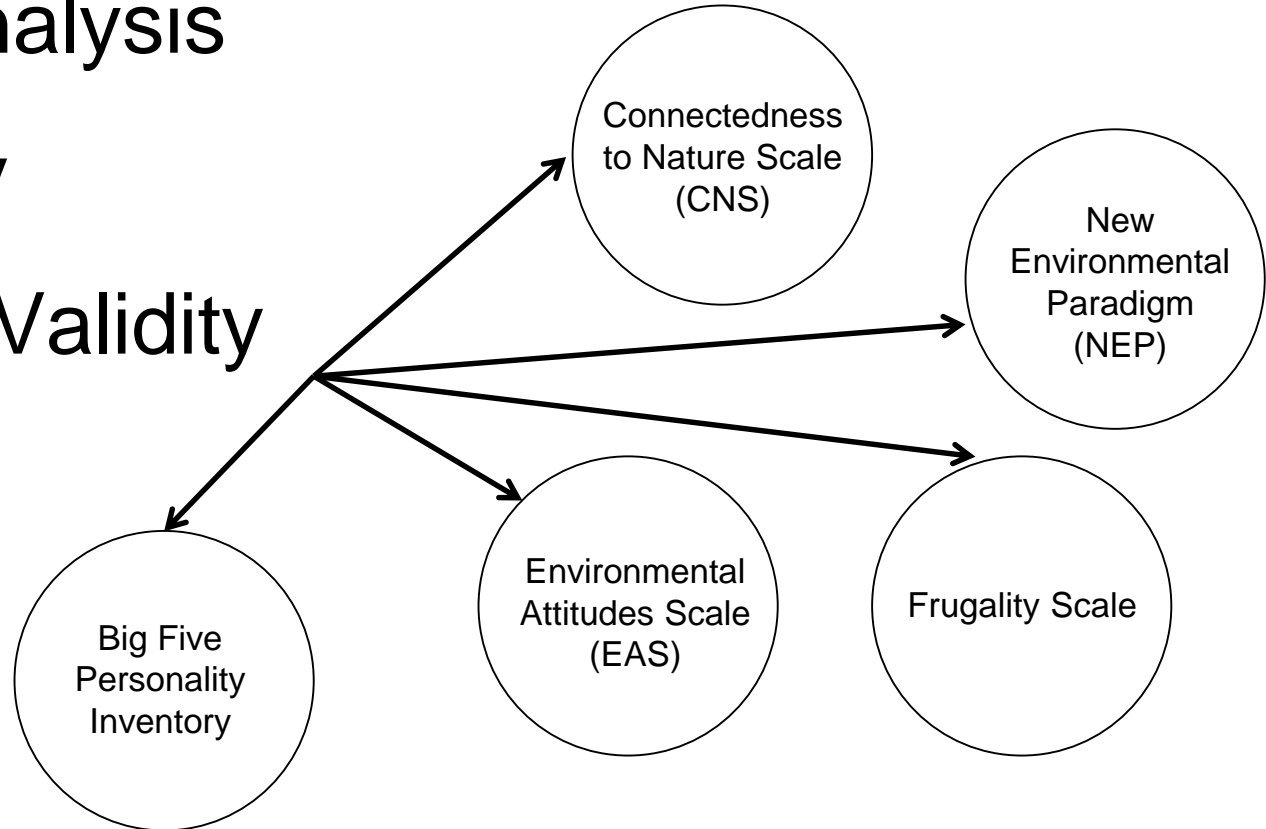 Validity
Connectedness
to Nature Scale
(CNS)
New
Environmental
Paradigm
(NEP)
Environmental
Attitudes Scale
(EAS)
Frugality Scale
Big Five
Personality
Inventory